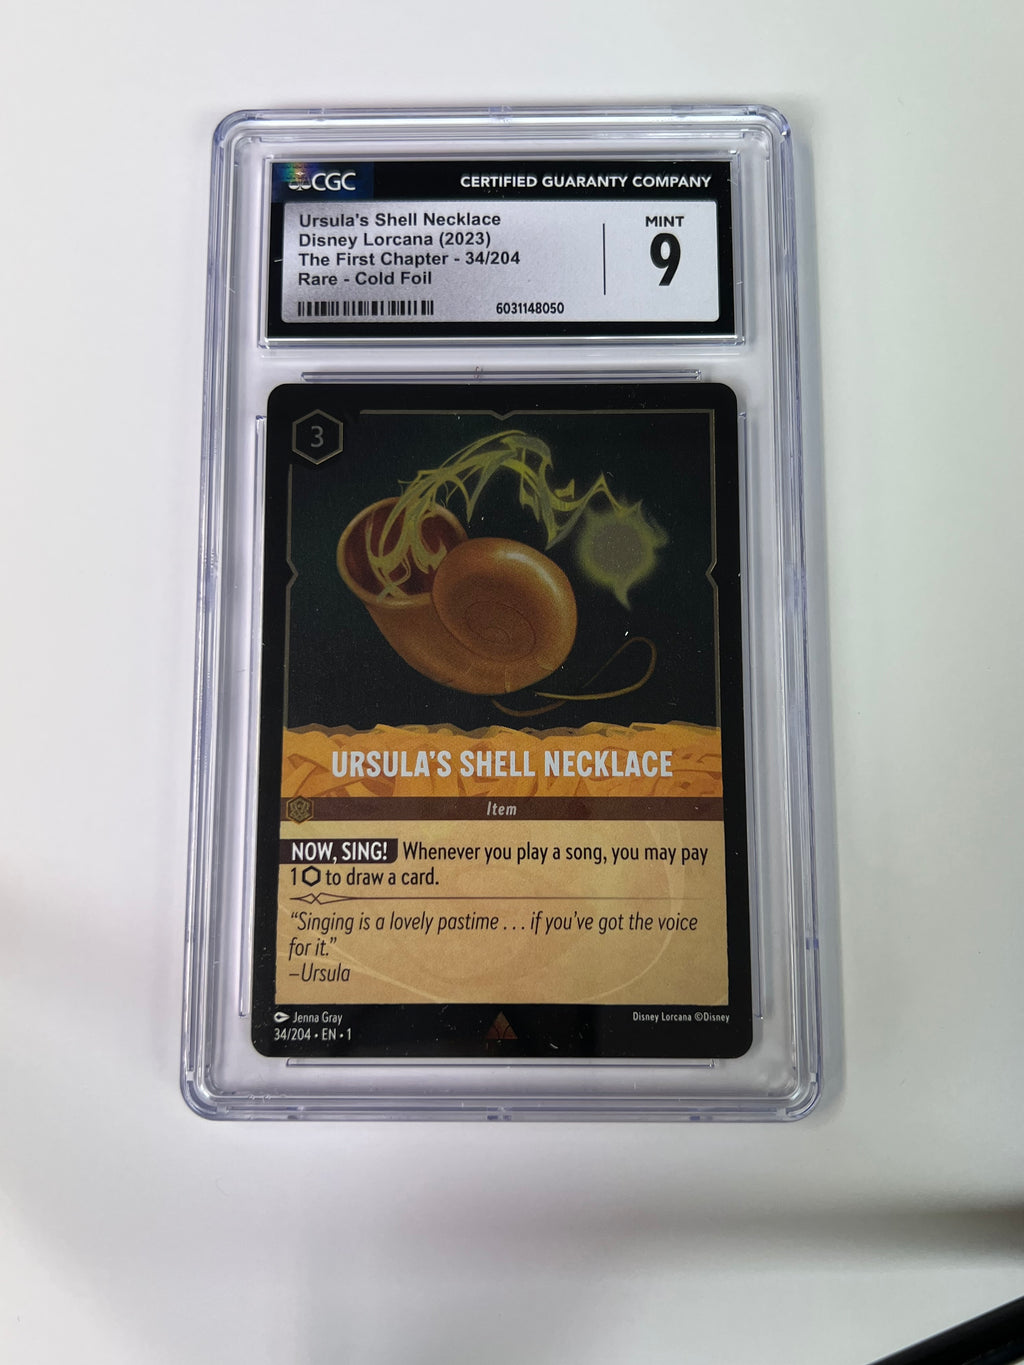 CGC
CERTIFIED GUARANTY COMPANY
Ursula's Shell Necklace
Disney Lorcana (2023)
The First Chapter - 34/204
Rare - Cold Foil
6031148050
MINT
9
3
URSULA'S SHELL NECKLACE
Item
NOW, SING! Whenever you play a song, you may pay
1 to draw a card.
“Singing is a lovely pastime . . . if you've got the voice
for it.”
–Ursula
Jenna Gray
34/204 • EN • 1
Disney Lorcana ©Disney